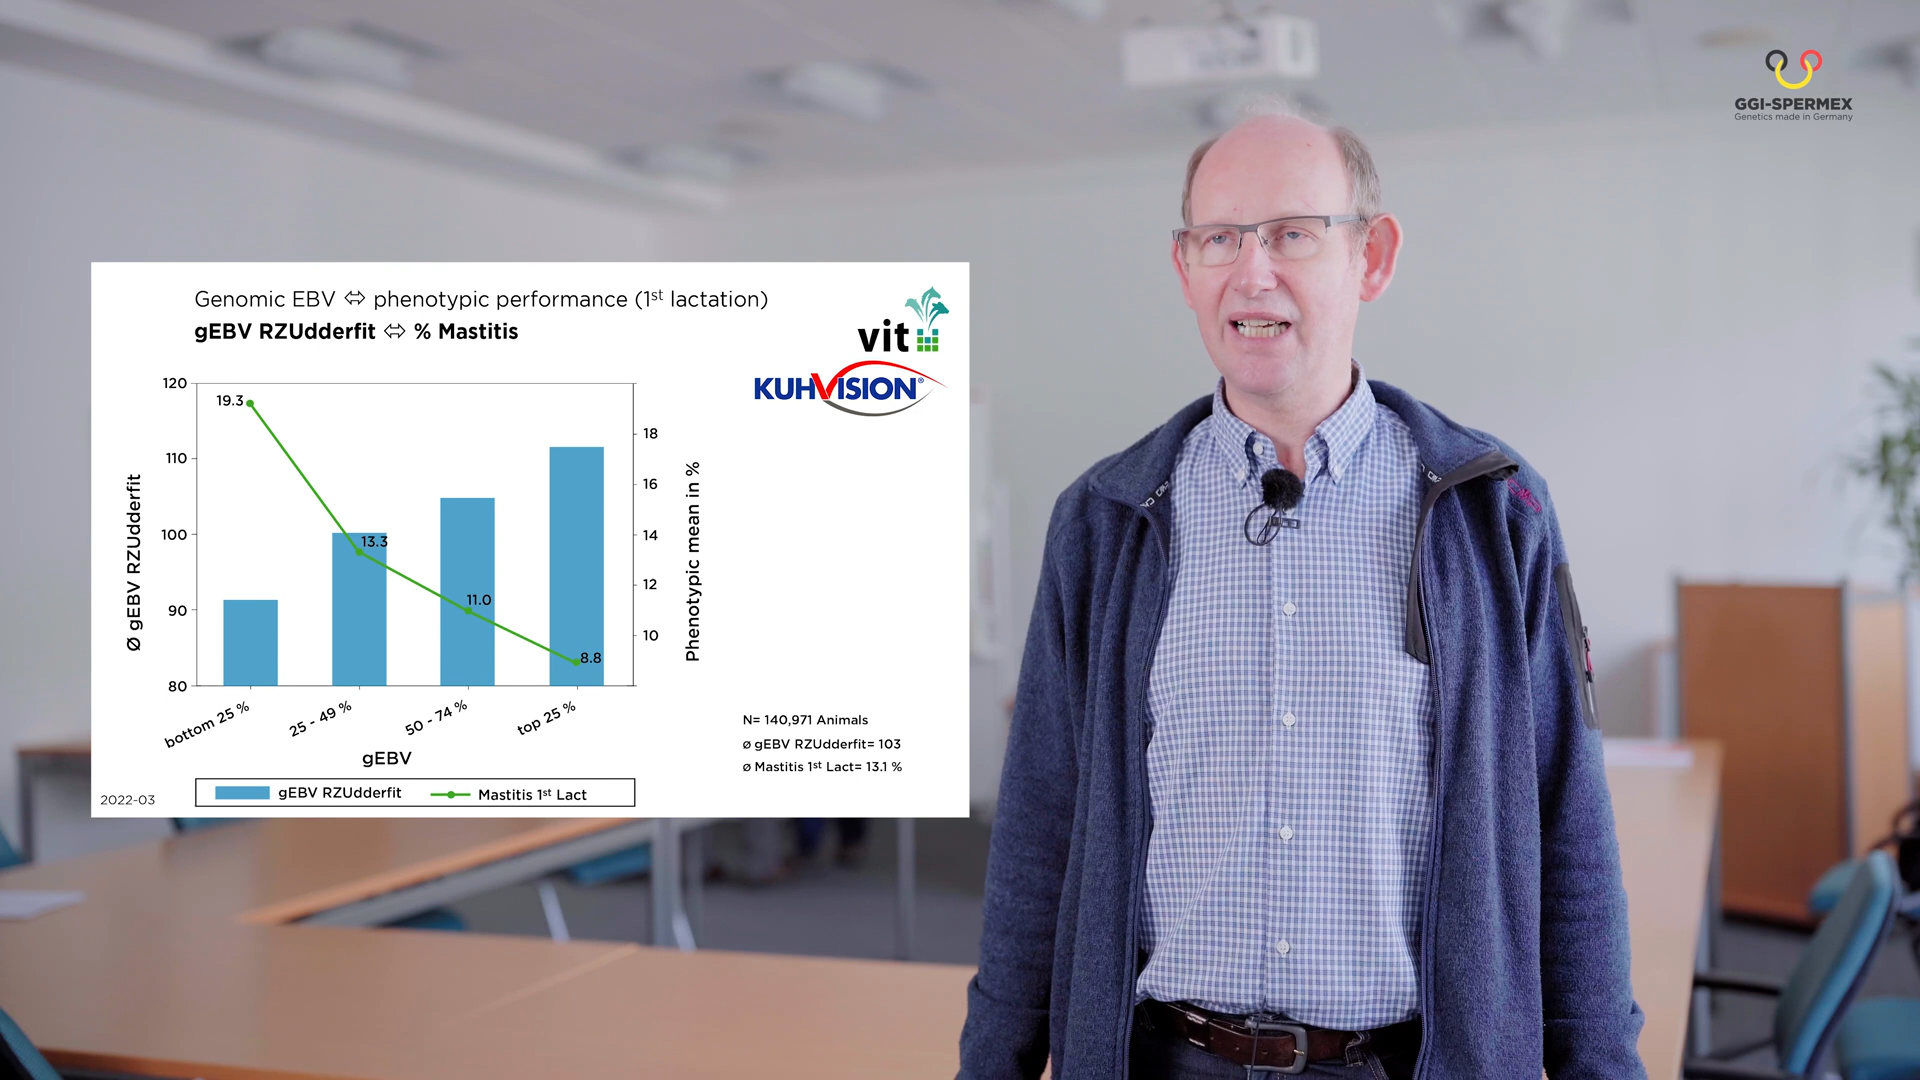 GGI-SPERMEX
Genetics made in Germany
Genomic EBV ⬄ phenotypic performance (1st lactation)
gEBV RZUdderfit ⬄ % Mastitis
vit
KUHVISION®
120
110
100
90
80
Ø gEBV RZUdderfit
19.3
13.3
11.0
8.8
18
16
14
12
10
Phenotypic mean in %
bottom 25 %
25 - 49 %
50 - 74 %
top 25 %
gEBV
gEBV RZUdderfit
Mastitis 1st Lact
N= 140,971 Animals
ø gEBV RZUdderfit= 103
ø Mastitis 1st Lact= 13.1 %
2022-03